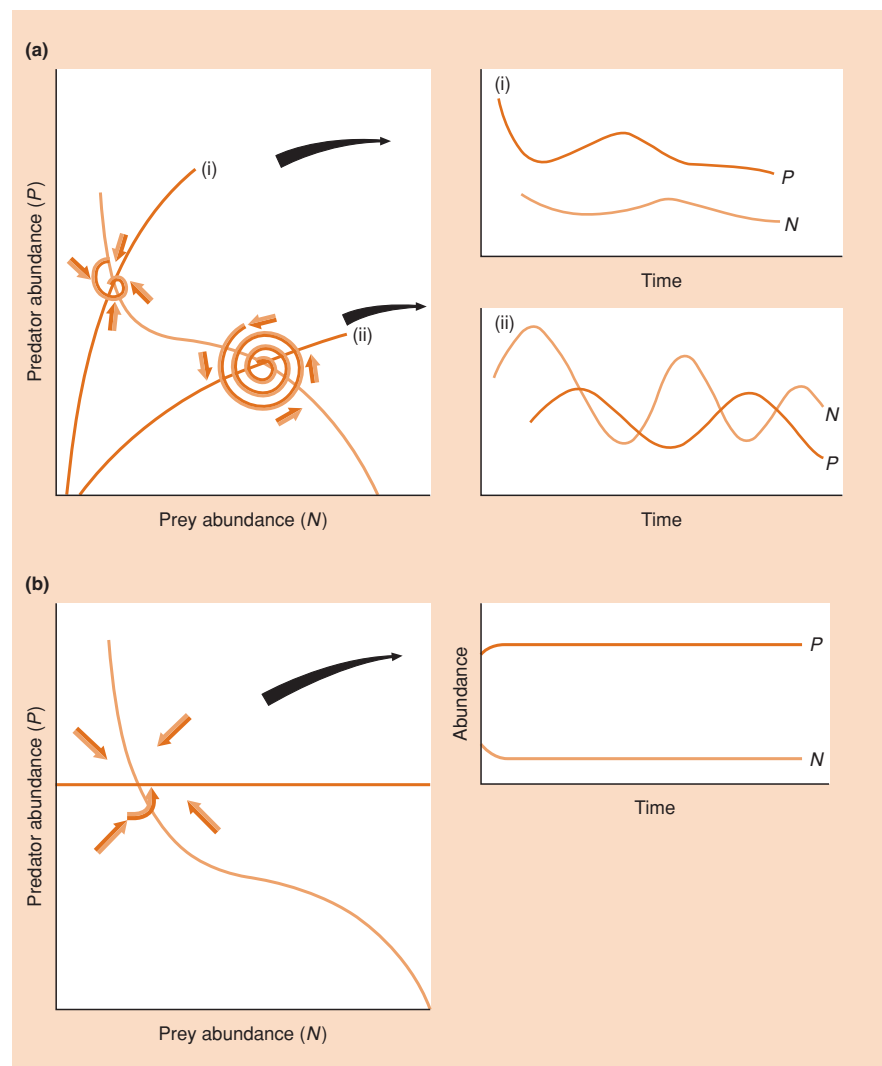 (a)
Predator abundance (P)
(i)
(ii)
Prey abundance (N)
(i)
P
N
Time
(ii)
N
P
Time
(b)
Predator abundance (P)
Prey abundance (N)
Abundance
P
N
Time